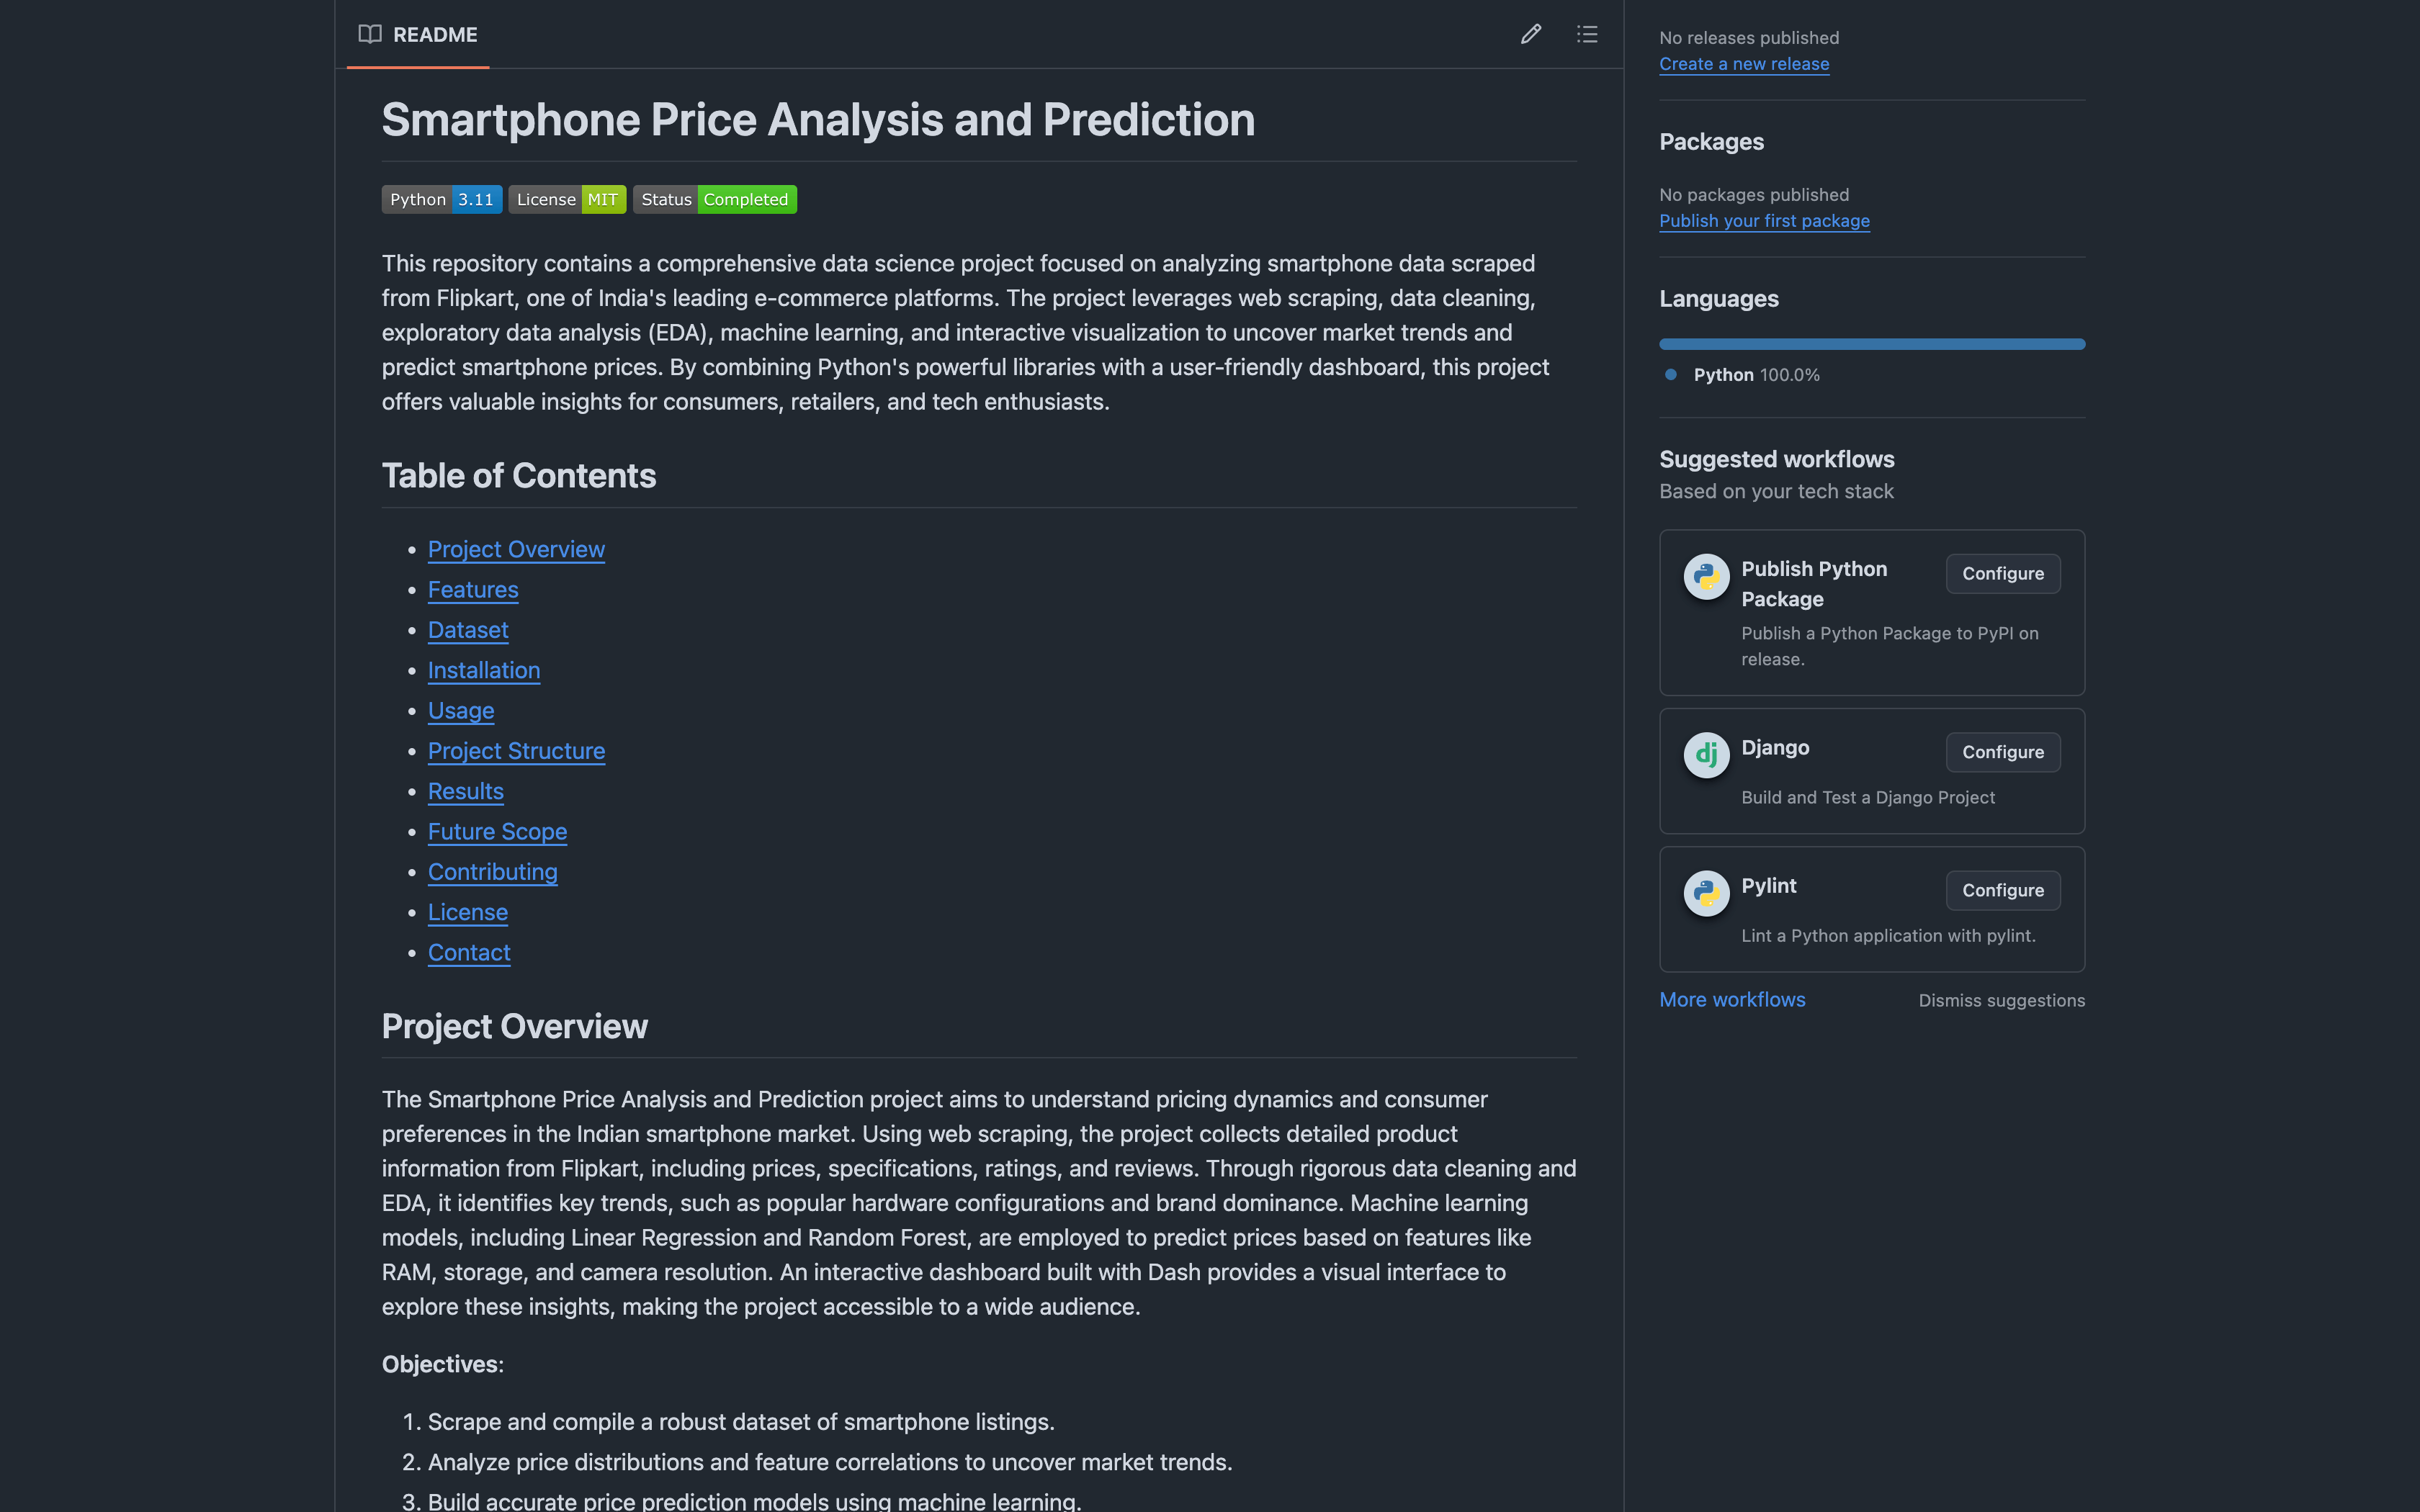 README
Smartphone Price Analysis and Prediction
Python 3.11 License MIT Status Completed
This repository contains a comprehensive data science project focused on analyzing smartphone data scraped
from Flipkart, one of India's leading e-commerce platforms. The project leverages web scraping, data cleaning,
exploratory data analysis (EDA), machine learning, and interactive visualization to uncover market trends and
predict smartphone prices. By combining Python's powerful libraries with a user-friendly dashboard, this project
offers valuable insights for consumers, retailers, and tech enthusiasts.
Table of Contents
Project Overview
Features
Dataset
Installation
Usage
Project Structure
Results
Future Scope
Contributing
License
Contact
Project Overview
The Smartphone Price Analysis and Prediction project aims to understand pricing dynamics and consumer
preferences in the Indian smartphone market. Using web scraping, the project collects detailed product
information from Flipkart, including prices, specifications, ratings, and reviews. Through rigorous data cleaning and
EDA, it identifies key trends, such as popular hardware configurations and brand dominance. Machine learning
models, including Linear Regression and Random Forest, are employed to predict prices based on features like
RAM, storage, and camera resolution. An interactive dashboard built with Dash provides a visual interface to
explore these insights, making the project accessible to a wide audience.
Objectives:
1. Scrape and compile a robust dataset of smartphone listings.
2. Analyze price distributions and feature correlations to uncover market trends.
3. Build accurate price prediction models using machine learning.
No releases published
Create a new release
Packages
No packages published
Publish your first package
Languages
Python 100.0%
Suggested workflows
Based on your tech stack
Publish Python
Package
Configure
Publish a Python Package to PyPI on
release.
dj
Django
Configure
Build and Test a Django Project
Pylint
Configure
Lint a Python application with pylint.
More workflows
Dismiss suggestions